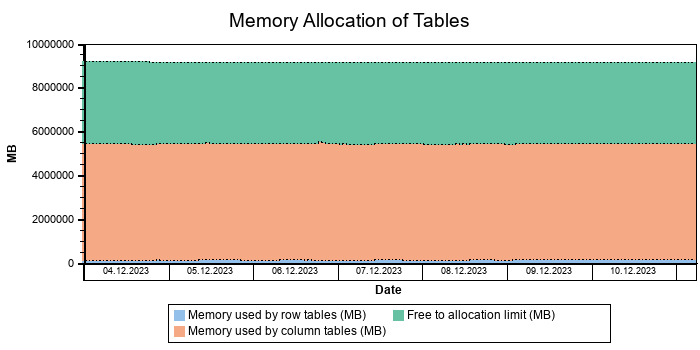 Memory Allocation of Tables
10000000
8000000
6000000
4000000
2000000
0
MB
04.12.2023 05.12.2023 06.12.2023 07.12.2023 08.12.2023 09.12.2023 10.12.2023
Date
Memory used by row tables (MB) Free to allocation limit (MB)
Memory used by column tables (MB)